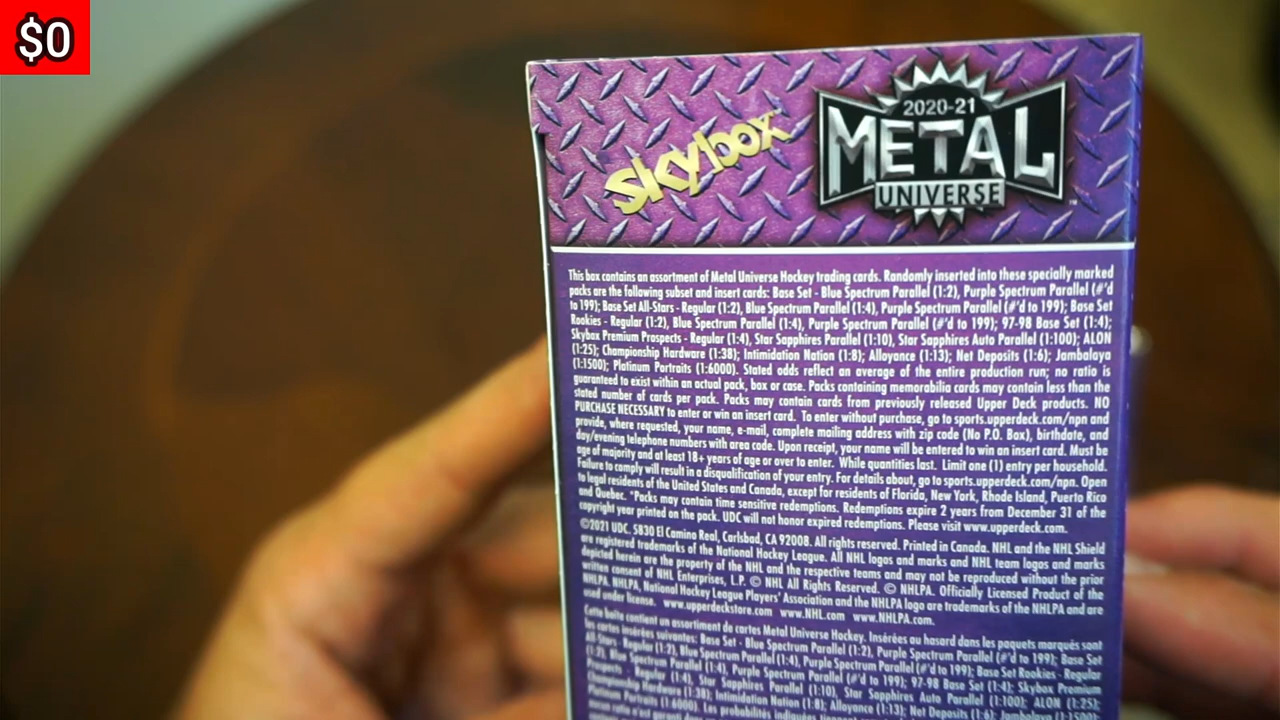 $0
skybox
2020-21
METAL
UNIVERSE
™
This box contains an assortment of Metal Universe Hockey trading cards. Randomly inserted into these specially marked
packs are the following subset and insert cards: Base Set - Blue Spectrum Parallel (1:2), Purple Spectrum Parallel (#'d
to 199); Base Set All-Stars - Regular (1:2), Blue Spectrum Parallel (1:4), Purple Spectrum Parallel (#'d to 199); Base Set
Rookies - Regular (1:2), Blue Spectrum Parallel (1:4), Purple Spectrum Parallel (#'d to 199); 97-98 Base Set (1:4);
Skybox Premium Prospects - Regular (1:4), Star Sapphires Parallel (1:10), Star Sapphires Auto Parallel (1:100); ALON
(1:25); Championship Hardware (1:38); Intimidation Nation (1:8); Alloyance (1:13); Net Deposits (1:6); Jambalaya
(1:1500); Platinum Portraits (1:6000). Stated odds reflect an average of the entire production run; no ratio is
guaranteed to exist within an actual pack, box or case. Packs containing memorabilia cards may contain less than the
stated number of cards per pack. Packs may contain cards from previously released Upper Deck products. NO
PURCHASE NECESSARY to enter or win an insert card. To enter without purchase, go to sports.upperdeck.com/npn and
provide, where requested, your name, e-mail, complete mailing address with zip code (No P.O. Box), birthdate, and
day/evening telephone numbers with area code. Upon receipt, your name will be entered to win an insert card. Must be
age of majority and at least 18+ years of age or over to enter. While quantities last. Limit one (1) entry per household.
Failure to comply will result in a disqualification of your entry. For details about, go to sports.upperdeck.com/npn. Open
to legal residents of the United States and Canada, except for residents of Florida, New York, Rhode Island, Puerto Rico
and Quebec. *Packs may contain time sensitive redemptions. Redemptions expire 2 years from December 31 of the
copyright year printed on the pack. UDC will not honor expired redemptions. Please visit www.upperdeck.com.
©2021 UDC, 5830 El Camino Real, Carlsbad, CA 92008. All rights reserved. Printed in Canada. NHL and the NHL Shield
are registered trademarks of the National Hockey League. All NHL logos and marks and NHL team logos and marks
depicted herein are the property of the NHL and the respective teams and may not be reproduced without the prior
written consent of NHL Enterprises, L.P. © NHL All Rights Reserved. © NHLPA. Officially Licensed Product of the
NHLPA. NHLPA, National Hockey League Players' Association and the NHLPA logo are trademarks of the NHLPA and are
used under license. www.upperdeckstore.com www.NHL.com www.NHLPA.com.
Cette boîte contient un assortiment de cartes Metal Universe Hockey. Insérées au hasard dans les paquets marqués sont
les cartes insérées suivantes: Base Set - Blue Spectrum Parallel (1:2), Purple Spectrum Parallel (#'d to 199); Base Set
All-Stars - Regular (1:2), Blue Spectrum Parallel (1:4), Purple Spectrum Parallel (#'d to 199); Base Set Rookies - Regular
(1:2), Blue Spectrum Parallel (1:4), Purple Spectrum Parallel (#'d to 199); 97-98 Base Set (1:4); Skybox Premium
Prospects - Regular (1:4), Star Sapphires Parallel (1:10), Star Sapphires Auto Parallel (1:100); ALON (1:25);
Championship Hardware (1:38); Intimidation Nation (1:8); Alloyance (1:13); Net Deposits (1:6); Jambalaya (1:1500);
Platinum Portraits (1:6000). Les probabilités indiquées